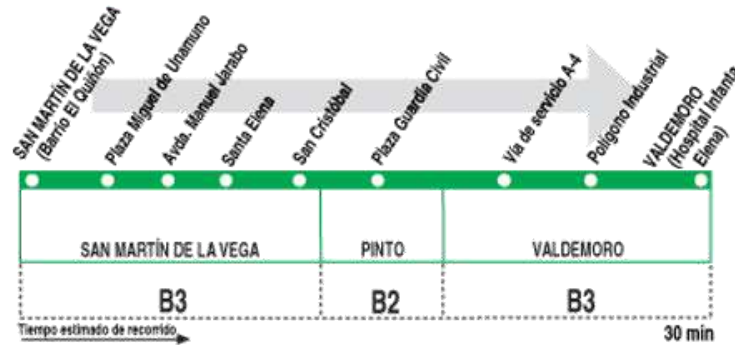 SAN MARTÍN DE LA VEGA
(Barrio El Quiñón)
Plaza Miguel de Unamuno
Avda. Manuel Jarabo
Santa Elena
San Cristóbal
Plaza Guardia Civil
Vía de servicio A-4
Polígono Industrial
VALDEMORO
(Hospital Infanta
Elena)
SAN MARTÍN DE LA VEGA
PINTO
VALDEMORO
B3
B2
B3
Tiempo estimado de recorrido
30 min